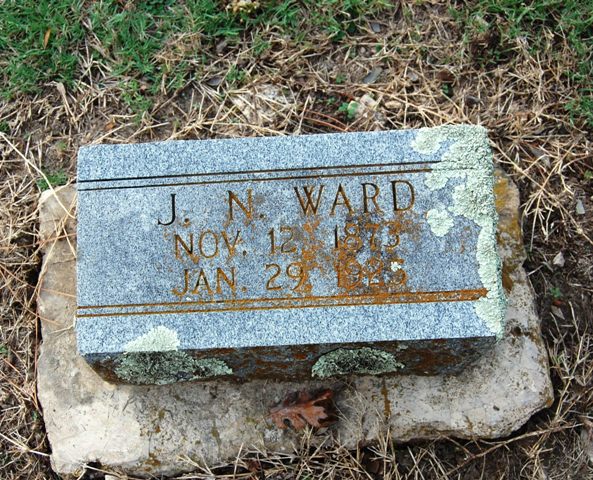 J. N. WARD
NOV. 12, 1873
JAN. 29,